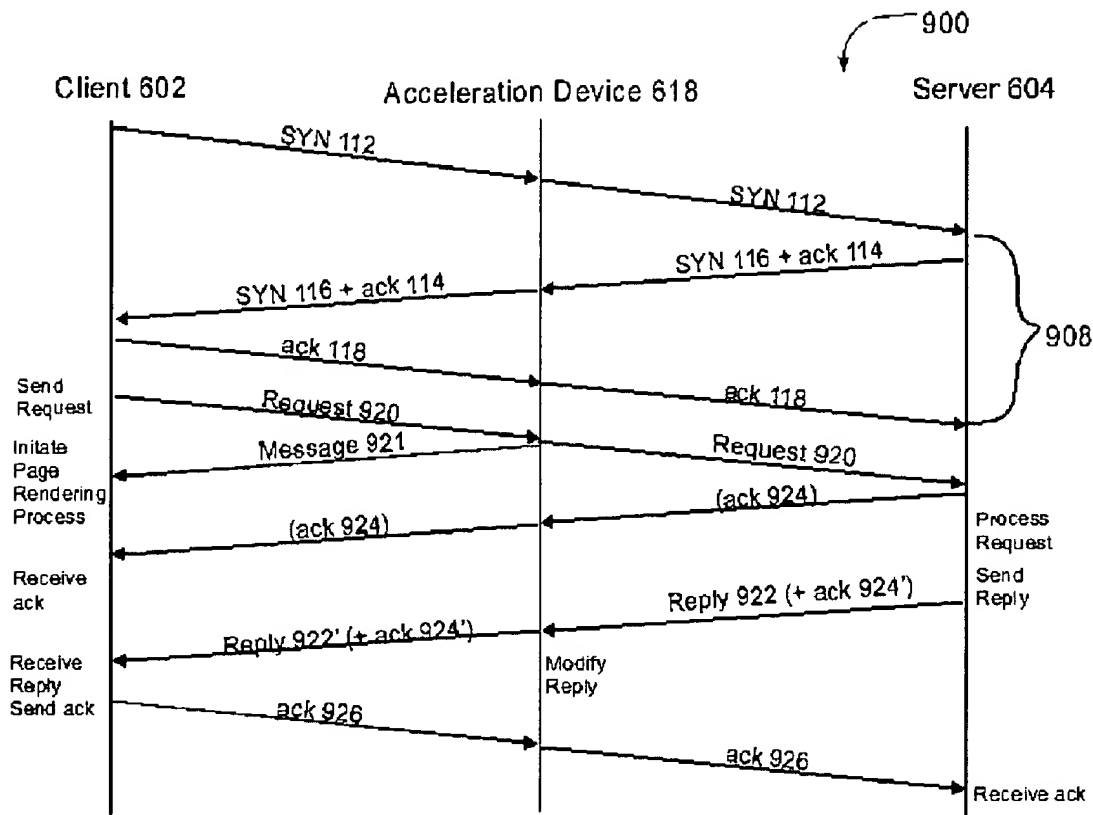 900
Client 602
Acceleration Device 618
Server 604
SYN 112
SYN 112
SYN 116 + ack 114
SYN 116 + ack 114
908
ack 118
ack 118
Send
Request
Request 920
Initate
Page
Rendering
Process
Message 921
Request 920
(ack 924)
(ack 924)
Process
Request
Receive
ack
Send
Reply
Reply 922 (+ ack 924')
Reply 922' (+ ack 924')
Receive
Reply
Send ack
Modify
Reply
ack 926
ack 926
Receive ack